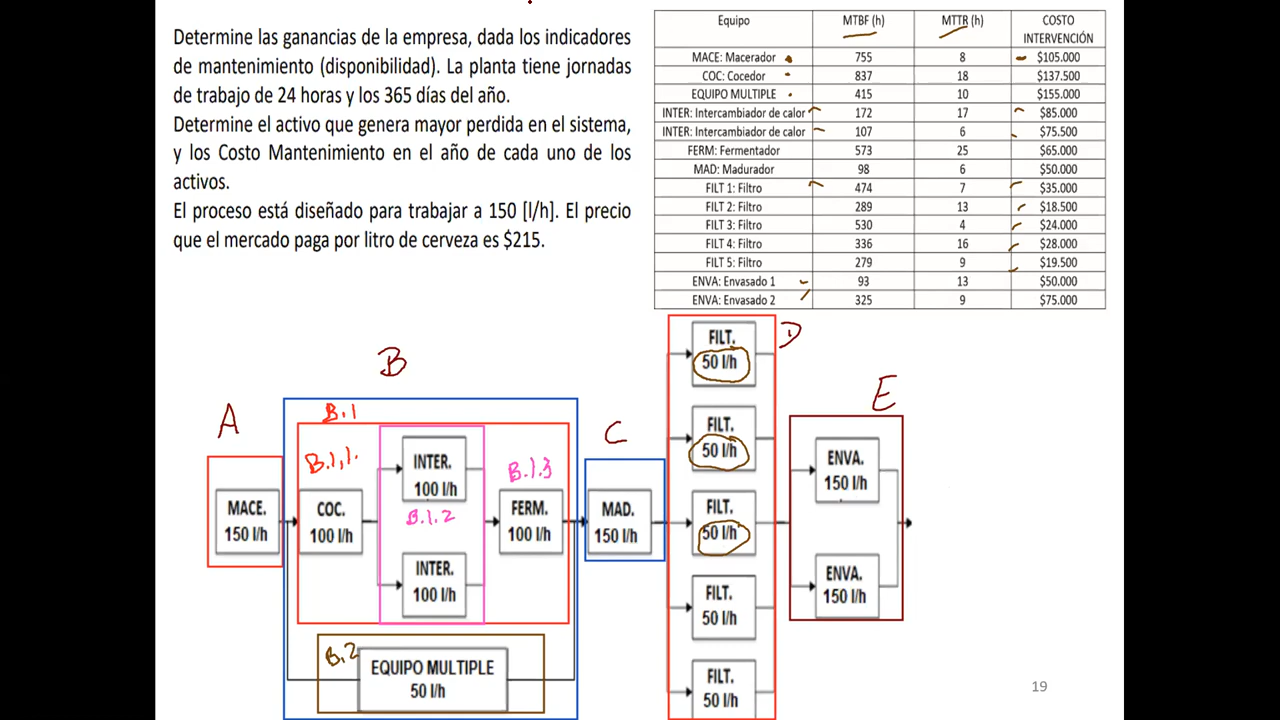 Determine las ganancias de la empresa, dada los indicadores
de mantenimiento (disponibilidad). La planta tiene jornadas
de trabajo de 24 horas y los 365 días del año.
Determine el activo que genera mayor perdida en el sistema,
y los Costo Mantenimiento en el año de cada uno de los
activos.
El proceso está diseñado para trabajar a 150 [l/h]. El precio
que el mercado paga por litro de cerveza es $215.
Equipo MTBF (h) MTTR (h) COSTO INTERVENCIÓN
MACE: Macerador 755 8 $105.000
COC: Cocedor 837 18 $137.500
EQUIPO MULTIPLE 415 10 $155.000
INTER: Intercambiador de calor 172 17 $85.000
INTER: Intercambiador de calor 107 6 $75.500
FERM: Fermentador 573 25 $65.000
MAD: Madurador 98 6 $50.000
FILT 1: Filtro 474 7 $35.000
FILT 2: Filtro 289 13 $18.500
FILT 3: Filtro 530 4 $24.000
FILT 4: Filtro 336 16 $28.000
FILT 5: Filtro 279 9 $19.500
ENVA: Envasado 1 93 13 $50.000
ENVA: Envasado 2 325 9 $75.000
A
MACE.
150 l/h
B
B.1
B.1,1.
COC.
100 l/h
INTER.
100 l/h
B.1.2
INTER.
100 l/h
B.1.3
FERM.
100 l/h
B.2
EQUIPO MULTIPLE
50 l/h
C
MAD.
150 l/h
D
FILT.
50 l/h
FILT.
50 l/h
FILT.
50 l/h
FILT.
50 l/h
FILT.
50 l/h
E
ENVA.
150 l/h
ENVA.
150 l/h
19